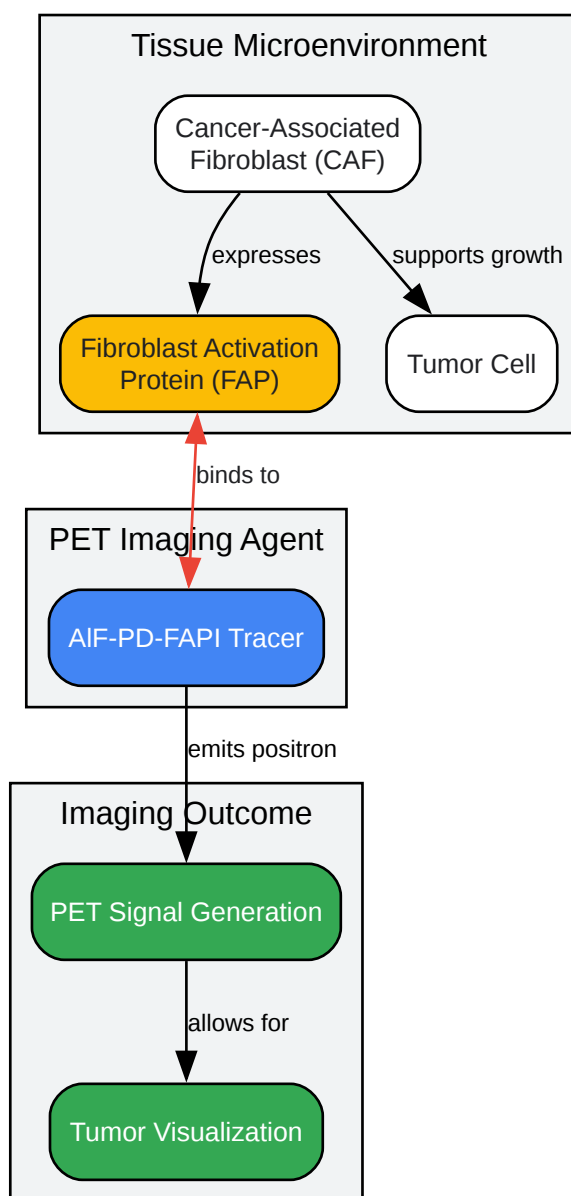 Tissue Microenvironment
Cancer-Associated
Fibroblast (CAF)
expresses
supports growth
Fibroblast Activation
Protein (FAP)
Tumor Cell
binds to
PET Imaging Agent
AlF-PD-FAPI Tracer
emits positron
Imaging Outcome
PET Signal Generation
allows for
Tumor Visualization